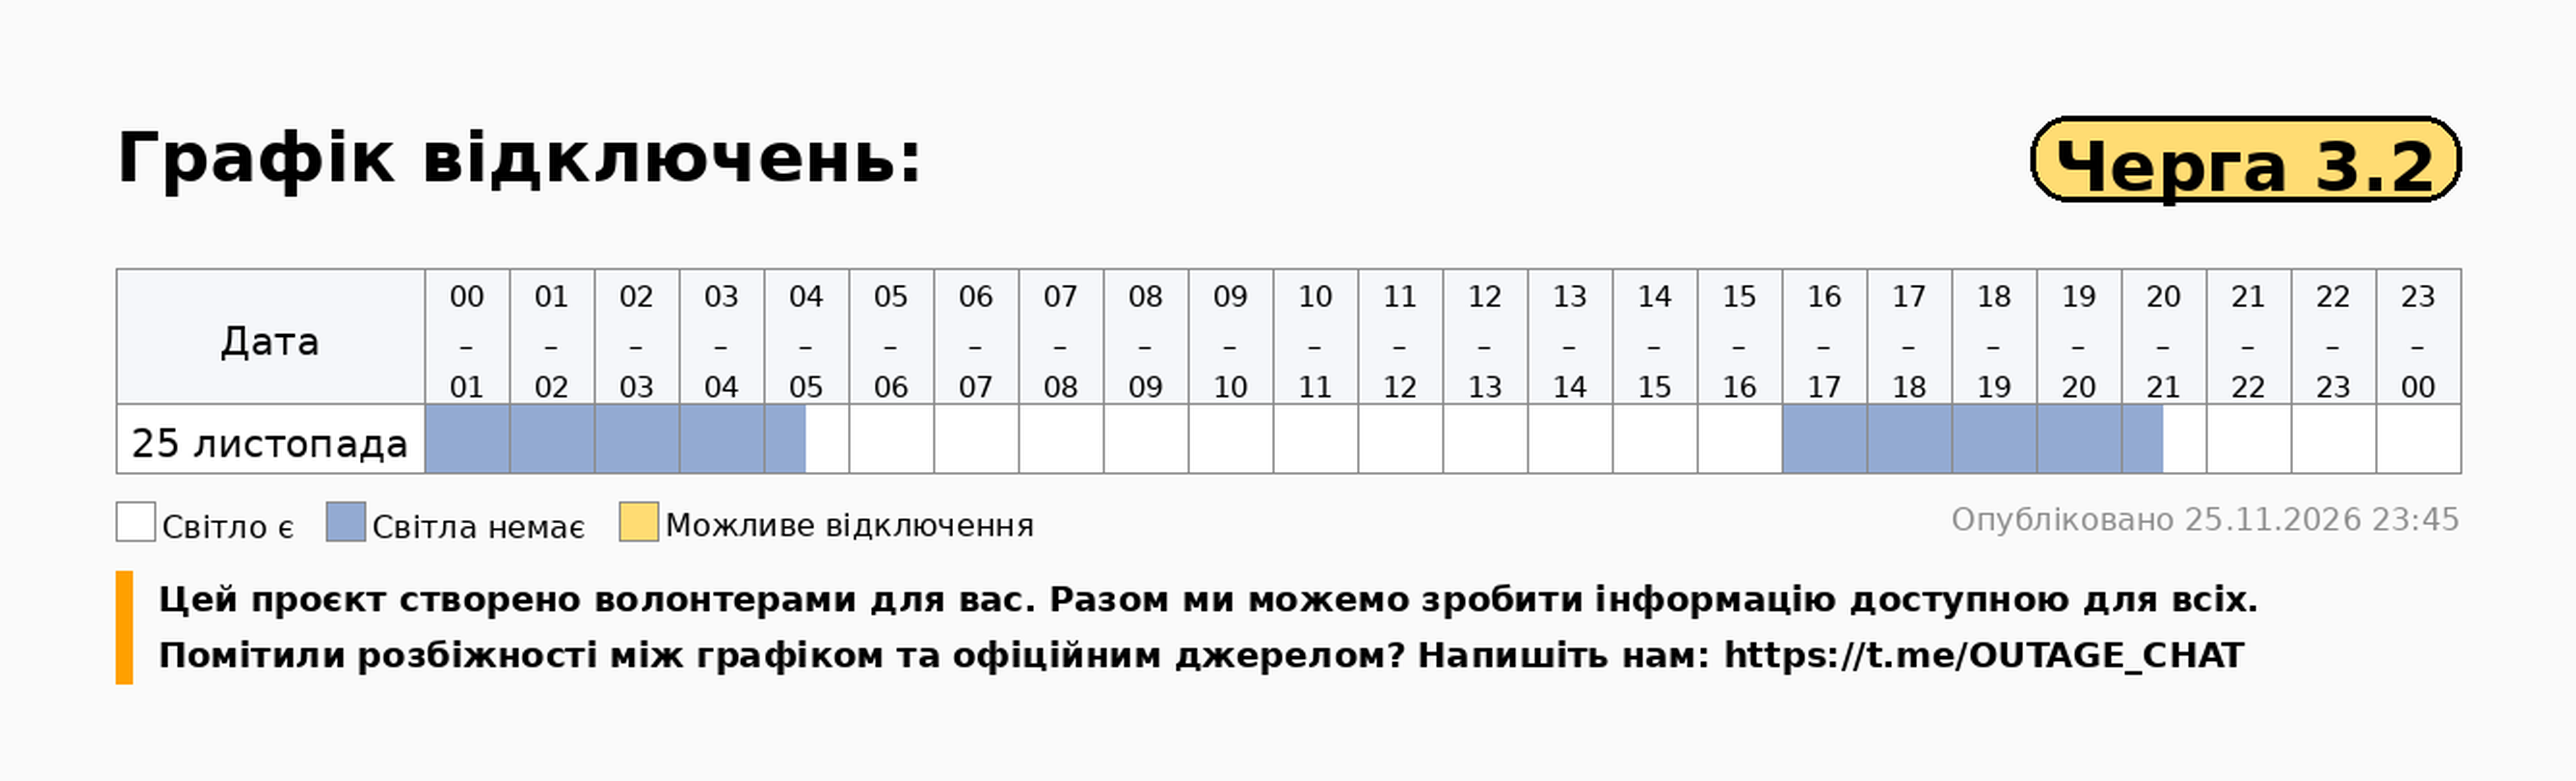 Графік відключень:
Черга 3.2
Дата
00 – 01
01 – 02
02 – 03
03 – 04
04 – 05
05 – 06
06 – 07
07 – 08
08 – 09
09 – 10
10 – 11
11 – 12
12 – 13
13 – 14
14 – 15
15 – 16
16 – 17
17 – 18
18 – 19
19 – 20
20 – 21
21 – 22
22 – 23
23 – 00
25 листопада
Світло є
Світла немає
Можливе відключення
Опубліковано 25.11.2026 23:45
Цей проєкт створено волонтерами для вас. Разом ми можемо зробити інформацію доступною для всіх.
Помітили розбіжності між графіком та офіційним джерелом? Напишіть нам: https://t.me/OUTAGE_CHAT